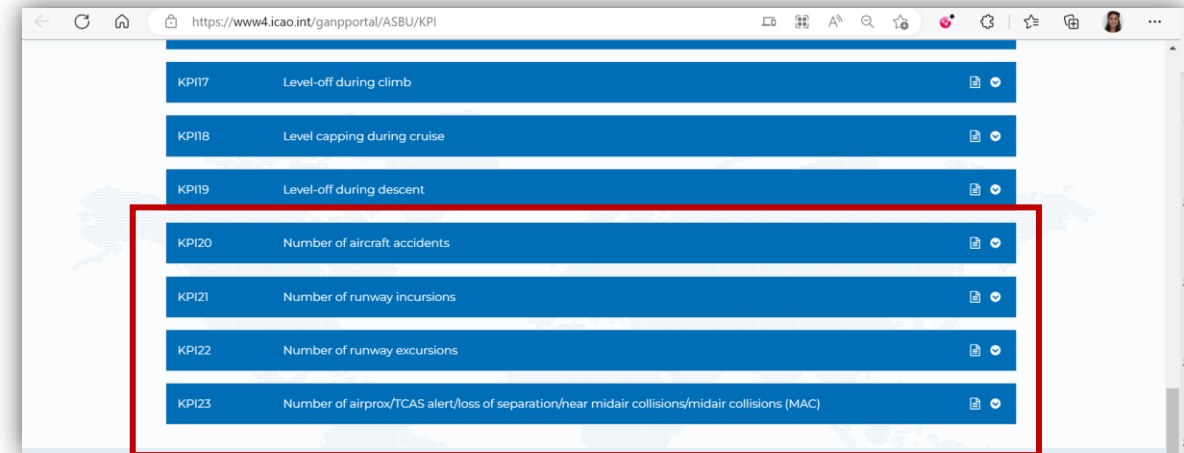 https://www4.icao.int/ganpportal/ASBU/KPI
KPI17 Level-off during climb
KPI18 Level capping during cruise
KPI19 Level-off during descent
KPI20 Number of aircraft accidents
KPI21 Number of runway incursions
KPI22 Number of runway excursions
KPI23 Number of airprox/TCAS alert/loss of separation/near midair collisions/midair collisions (MAC)